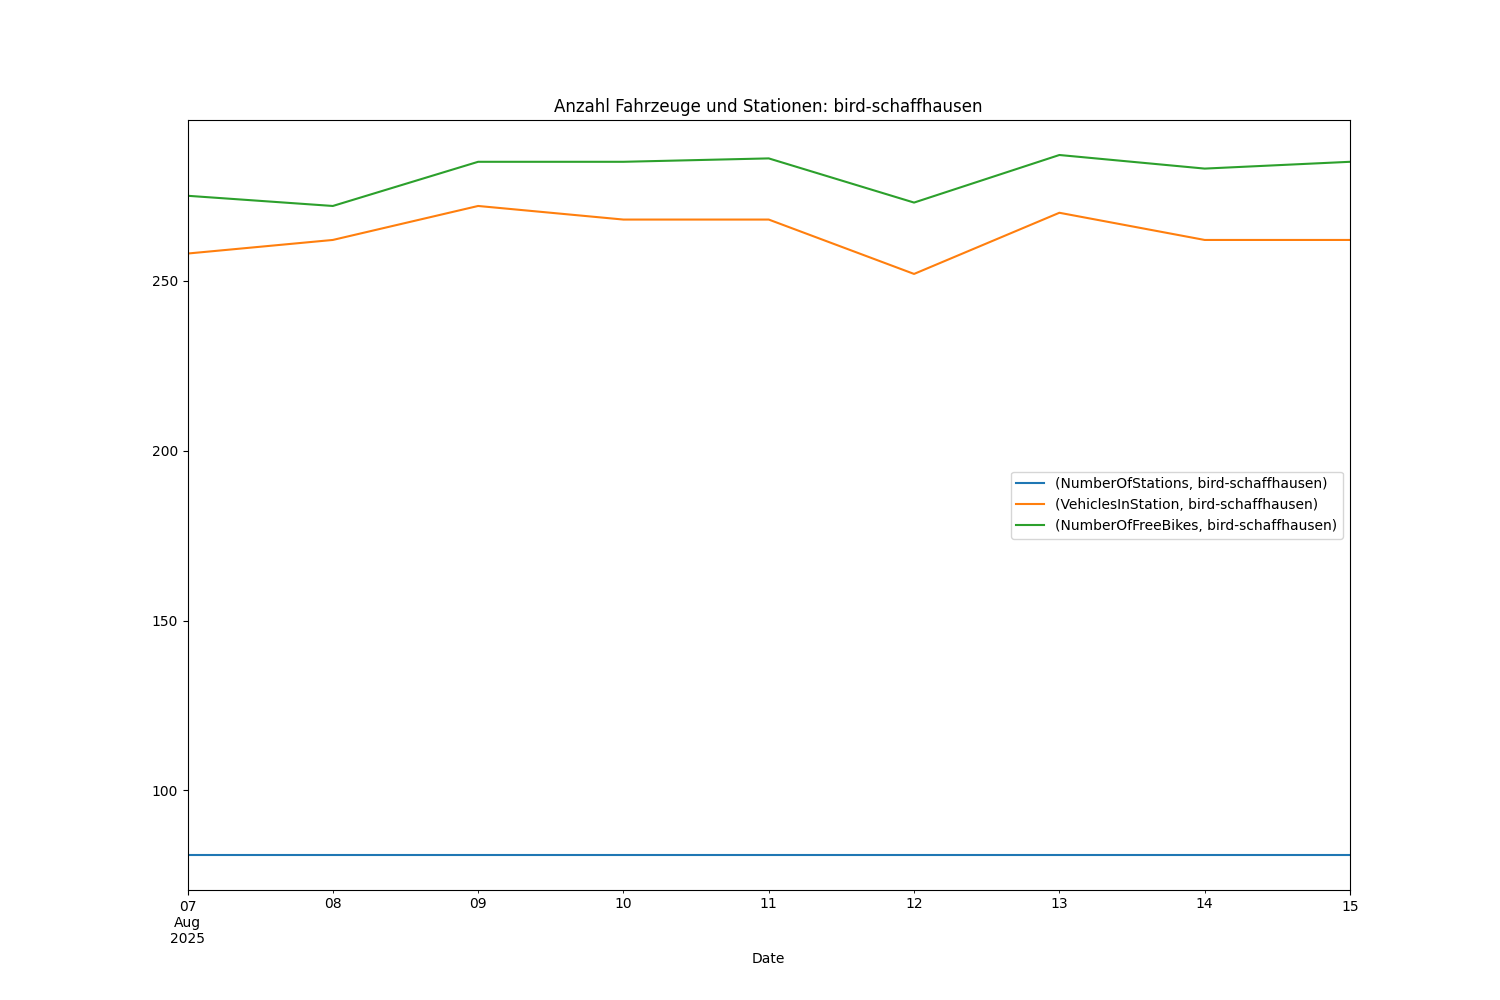 Anzahl Fahrzeuge und Stationen: bird-schaffhausen
250
200
150
100
(NumberOfStations, bird-schaffhausen)
(VehiclesInStation, bird-schaffhausen)
(NumberOfFreeBikes, bird-schaffhausen)
07 08 09 10 11 12 13 14 15
Aug
2025
Date